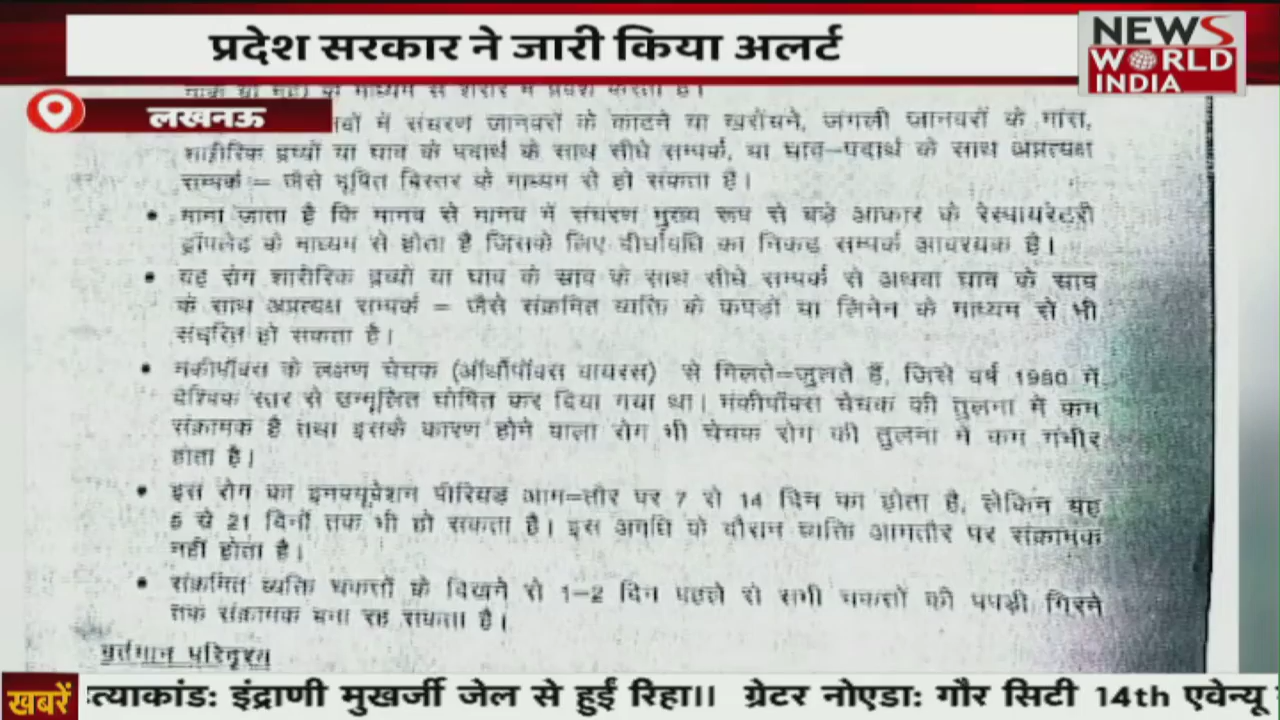 प्रदेश सरकार ने जारी किया अलर्ट
NEWS
WORLD
INDIA
लखनऊ
के माध्यम से शरीर में प्रवेश करता है।
में संचरण जानवरों के काटने या खरोंचने, जंगली जानवरों के मांस,
शारीरिक द्रव्यों या घाव के पदार्थ के साथ सीधे सम्पर्क, या घाव-पदार्थ के साथ अप्रत्यक्ष
सम्पर्क – जैसे दूषित बिस्तर के माध्यम से हो सकता है।
• माना जाता है कि मानव से मानव में संचरण मुख्य रूप से बड़े आकार के रेस्पायरेटरी
ड्रॉपलेट के माध्यम से होता है जिसके लिए दीर्घावधि का निकट सम्पर्क आवश्यक है।
• यह रोग शारीरिक द्रव्यों या घाव के स्राव के साथ सीधे सम्पर्क से अथवा घाव के स्राव
के साथ अप्रत्यक्ष सम्पर्क – जैसे संक्रमित व्यक्ति के कपड़ों या लिनेन के माध्यम से भी
संचरित हो सकता है।
• मंकीपॉक्स के लक्षण चेचक (ऑर्थोपॉक्स वायरस) से मिलते-जुलते हैं, जिसे वर्ष 1980 में
वैश्विक स्तर से उन्मूलित घोषित कर दिया गया था। मंकीपॉक्स चेचक की तुलना में कम
संक्रामक है तथा इसके कारण होने वाला रोग भी चेचक रोग की तुलना में कम गंभीर
होता है।
• इस रोग का इनक्यूबेशन पीरियड आम-तौर पर 7 से 14 दिन का होता है, लेकिन यह
5 से 21 दिनों तक भी हो सकता है। इस अवधि के दौरान व्यक्ति आमतौर पर संक्रामक
नहीं होता है।
• संक्रमित व्यक्ति चकत्तों के दिखने से 1-2 दिन पहले से सभी चकत्तों की पपड़ी गिरने
तक संक्रामक बना रह सकता है।
वर्तमान परिदृश्य
खबरें
त्याकांड: इंद्राणी मुखर्जी जेल से हुईं रिहा।। ग्रेटर नोएडा: गौर सिटी 14th एवेन्यू